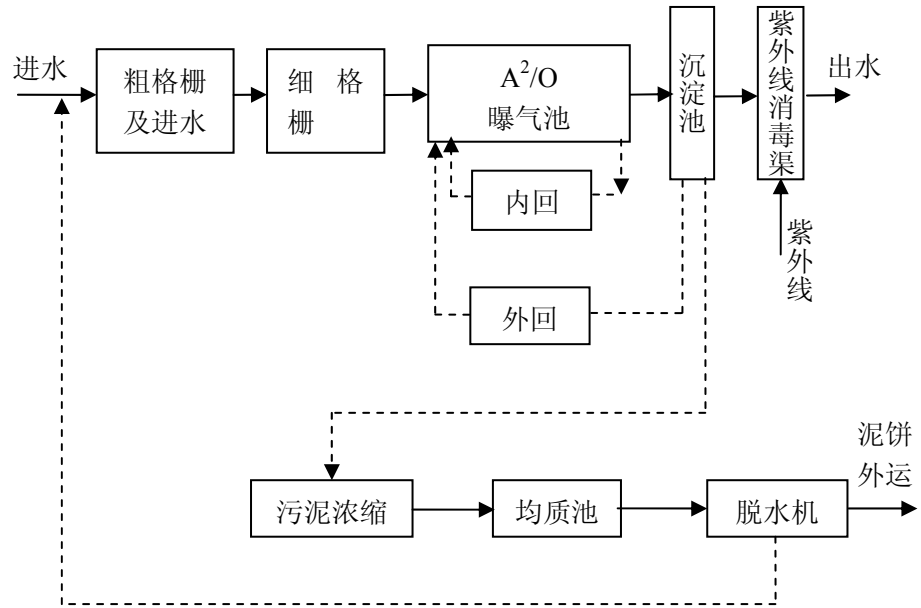 进水
粗格栅
及进水
细 格
栅
A²/O
曝气池
沉淀池
紫外线消毒渠
出水
内回
紫外线
外回
泥饼
外运
污泥浓缩
均质池
脱水机